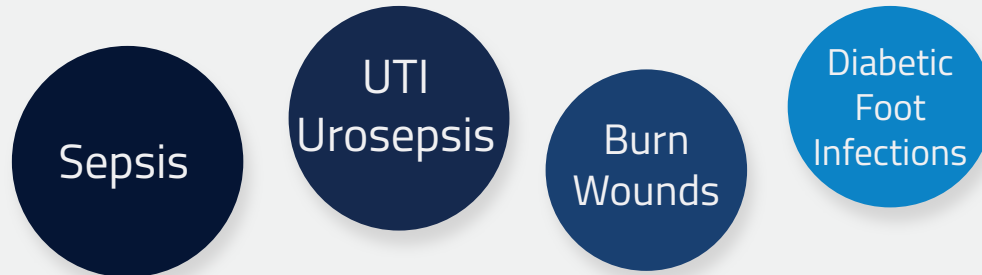 Sepsis
UTI
Urosepsis
Burn
Wounds
Diabetic
Foot
Infections